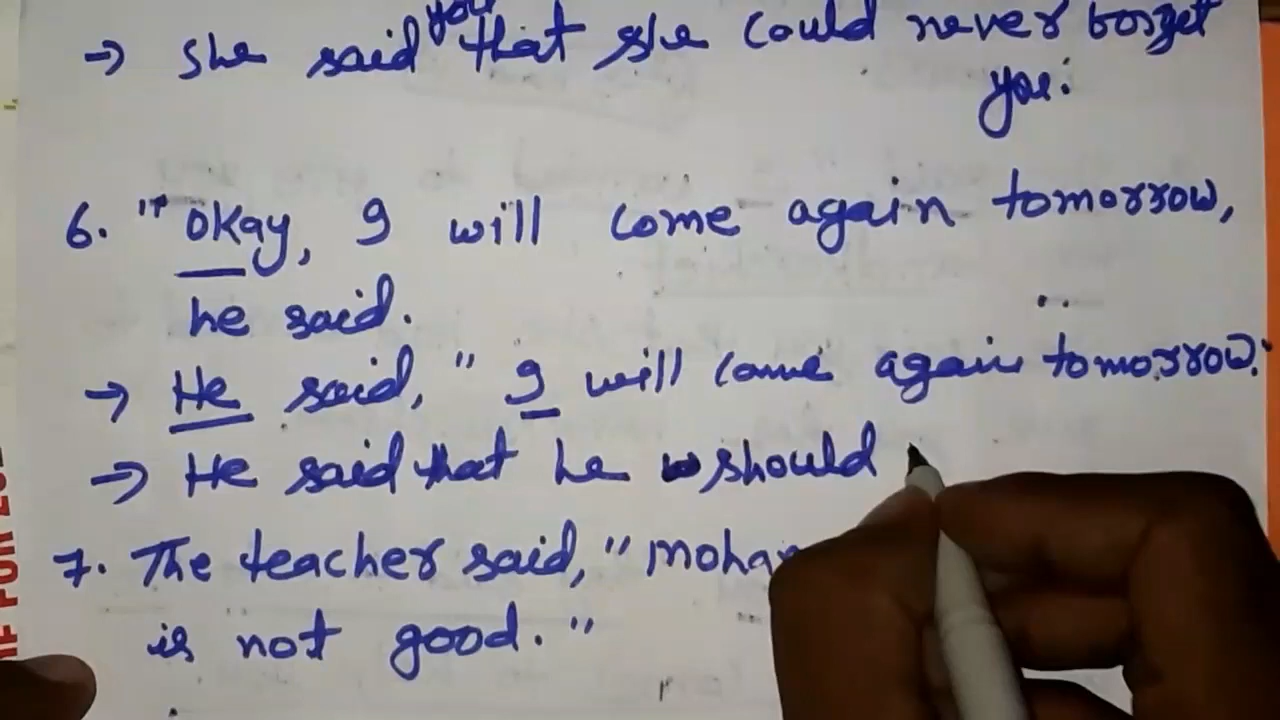 you
→ she said that she could never forget
you.
6. "Okay, I will come again tomorrow,
he said.
→ He said, " I will come again tomorrow."
→ He said that he should
7. The teacher said, "Mohan
is not good."